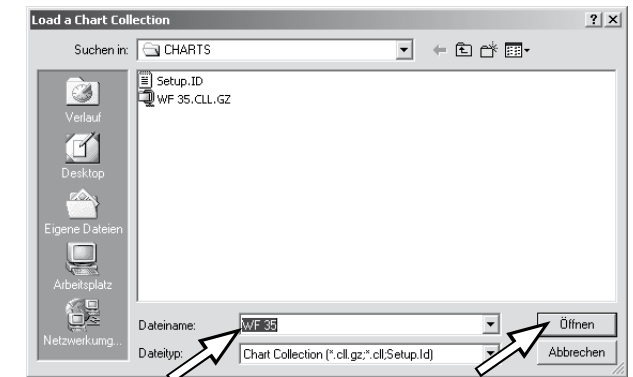 Load a Chart Collection
Suchen in:
CHARTS
Setup.ID
WF 35.CLL.GZ
Verlauf
Desktop
Eigene Dateien
Arbeitsplatz
Netzwerkumg...
Dateiname:
WF 35
Öffnen
Dateityp:
Chart Collection (*.cll.gz;*.cll;Setup.Id)
Abbrechen